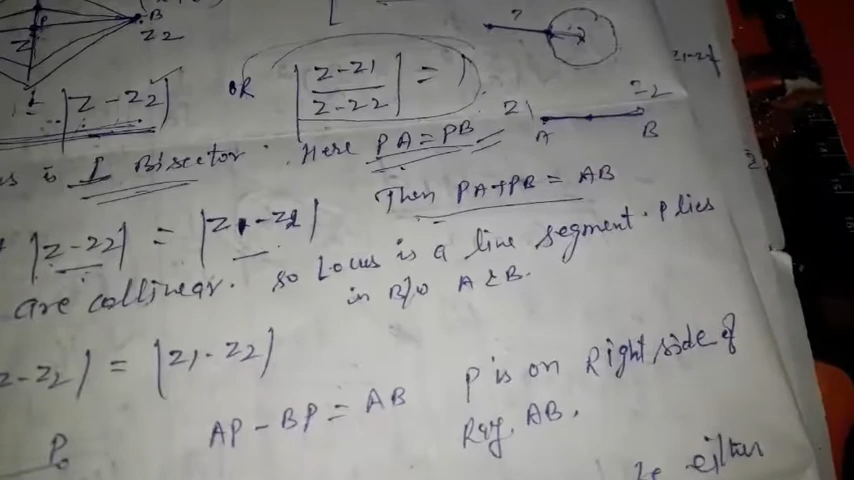 P
B
Z
Z2
?
|Z-Z2|
OR
|Z-Z1 / Z-Z2| = 1
Z1-Z
Z1
Z2
A
B
is ⊥ Bisector. Here PA=PB
Then PA+PB = AB
|Z-Z2| = |Z1-Z2|
are collinear. So Locus is a line segment. P lies
in B/w A & B.
Z-Z2| = |Z1-Z2|
P is on Right side of
AP-BP = AB
Ray. AB.
P
either